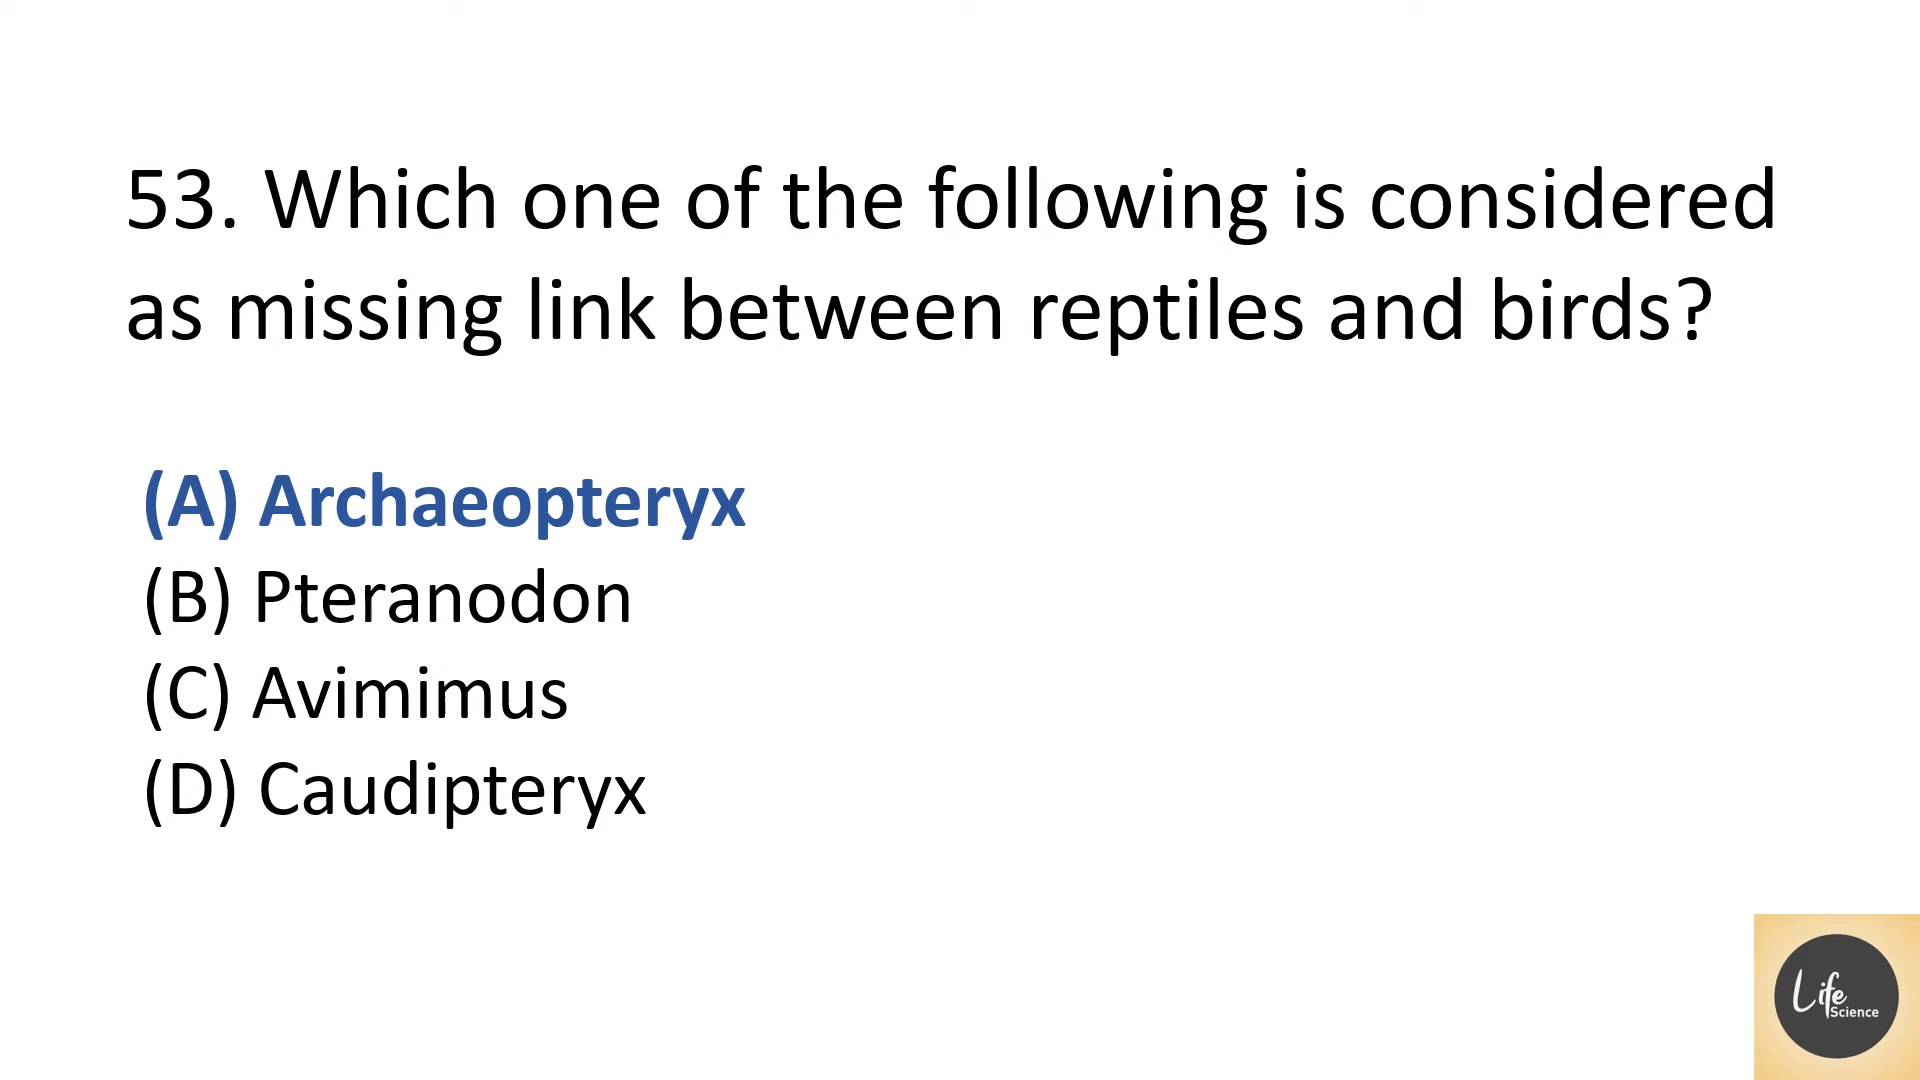 53. Which one of the following is considered
as missing link between reptiles and birds?
(A) Archaeopteryx
(B) Pteranodon
(C) Avimimus
(D) Caudipteryx
Life
Science